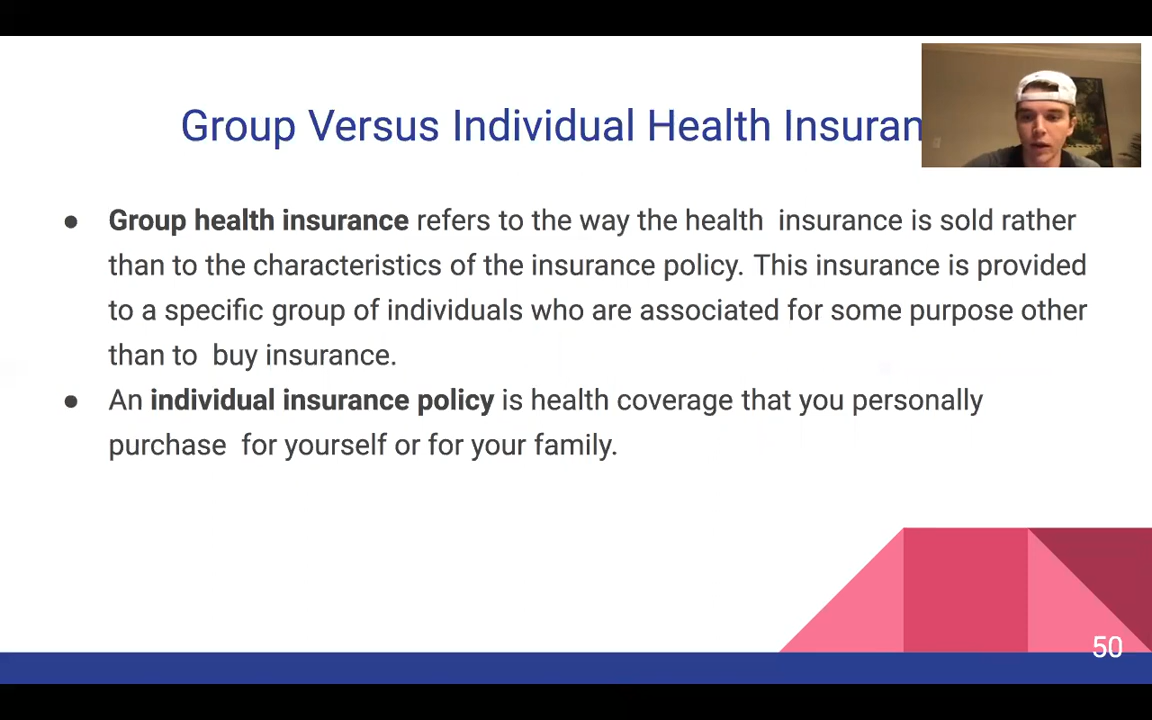 Group Versus Individual Health Insuran
● Group health insurance refers to the way the health  insurance is sold rather
than to the characteristics of the insurance policy. This insurance is provided
to a specific group of individuals who are associated for some purpose other
than to  buy insurance.
● An individual insurance policy is health coverage that you personally
purchase  for yourself or for your family.
50